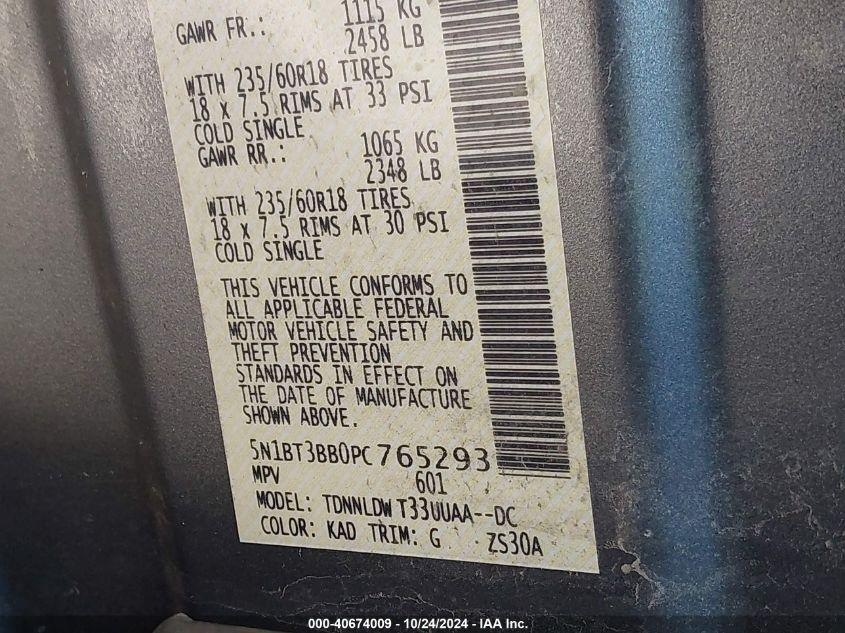 GAWR FR.: 1115 KG
2458 LB
WITH 235/60R18 TIRES
18 x 7.5 RIMS AT 33 PSI
COLD SINGLE
GAWR RR.: 1065 KG
2348 LB
WITH 235/60R18 TIRES
18 x 7.5 RIMS AT 30 PSI
COLD SINGLE
THIS VEHICLE CONFORMS TO
ALL APPLICABLE FEDERAL
MOTOR VEHICLE SAFETY AND
THEFT PREVENTION
STANDARDS IN EFFECT ON
THE DATE OF MANUFACTURE
SHOWN ABOVE.
5N1BT3BB0PC765293
MPV 601
MODEL: TDNNLDW T33UUAA--DC
COLOR: KAD TRIM: G ZS30A
000-40674009 - 10/24/2024 - IAA Inc.